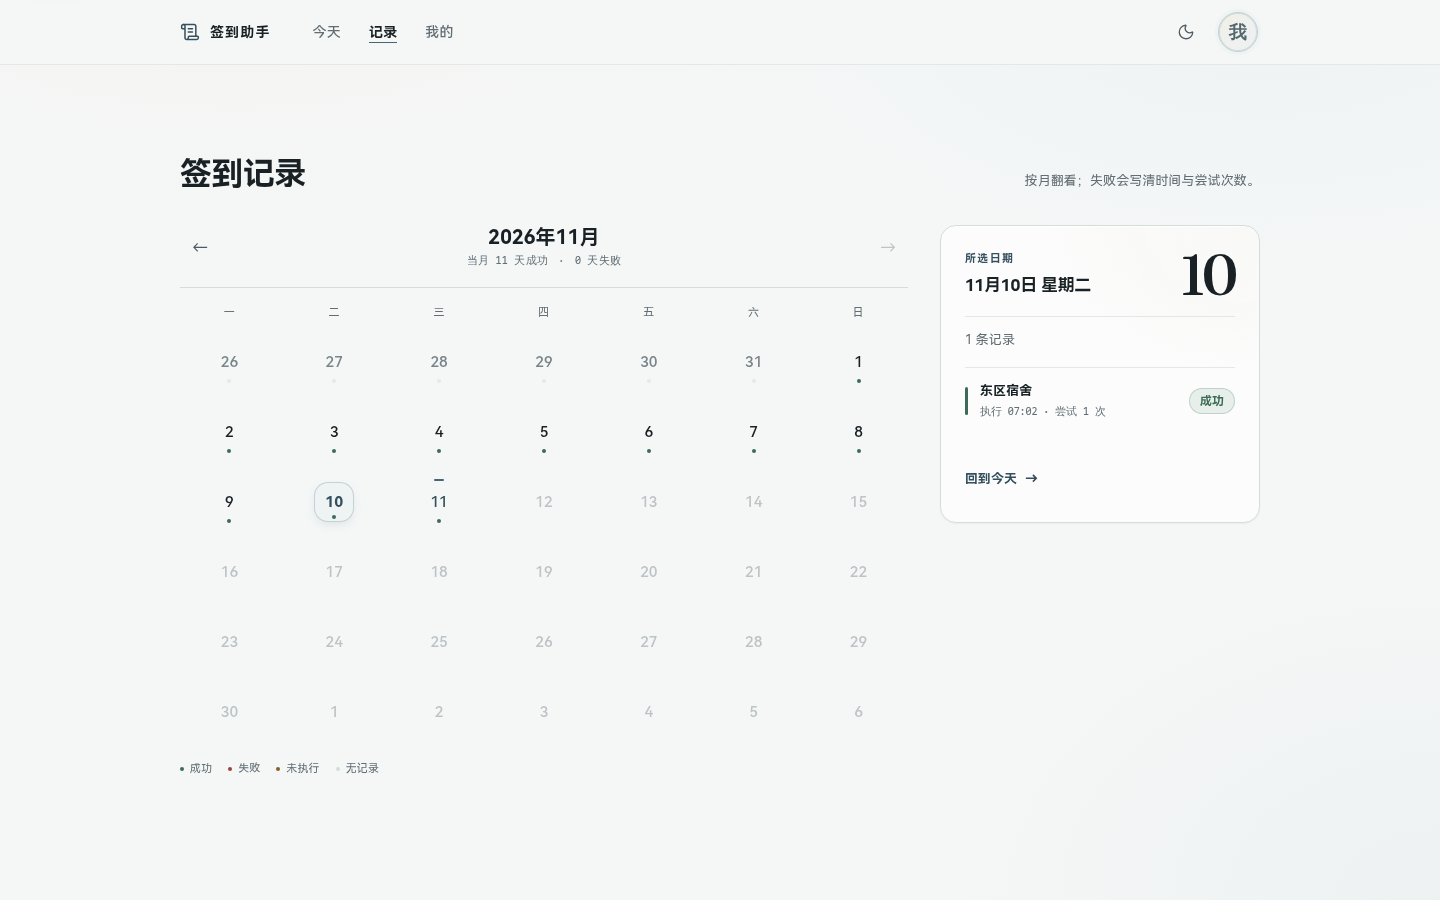 签到助手 今天 记录 我的 我
签到记录
按月翻看；失败会写清时间与尝试次数。
← 2026年11月 →
当月 11 天成功 · 0 天失败
一 二 三 四 五 六 日
26 27 28 29 30 31 1
2 3 4 5 6 7 8
9 10 11 12 13 14 15
16 17 18 19 20 21 22
23 24 25 26 27 28 29
30 1 2 3 4 5 6
成功 失败 未执行 无记录
所选日期
11月10日 星期二
10
1 条记录
东区宿舍
执行 07:02 · 尝试 1 次
成功
回到今天 →